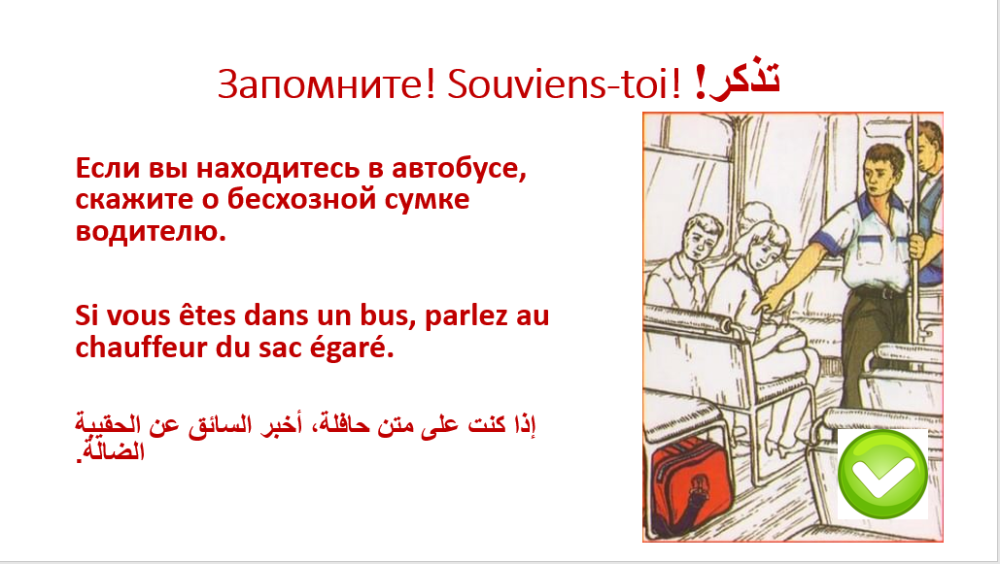 Запомните! Souviens-toi! تذكر!
Если вы находитесь в автобусе,
скажите о бесхозной сумке
водителю.
Si vous êtes dans un bus, parlez au
chauffeur du sac égaré.
إذا كنت على متن حافلة، أخبر السائق عن الحقيبة
الضالة.